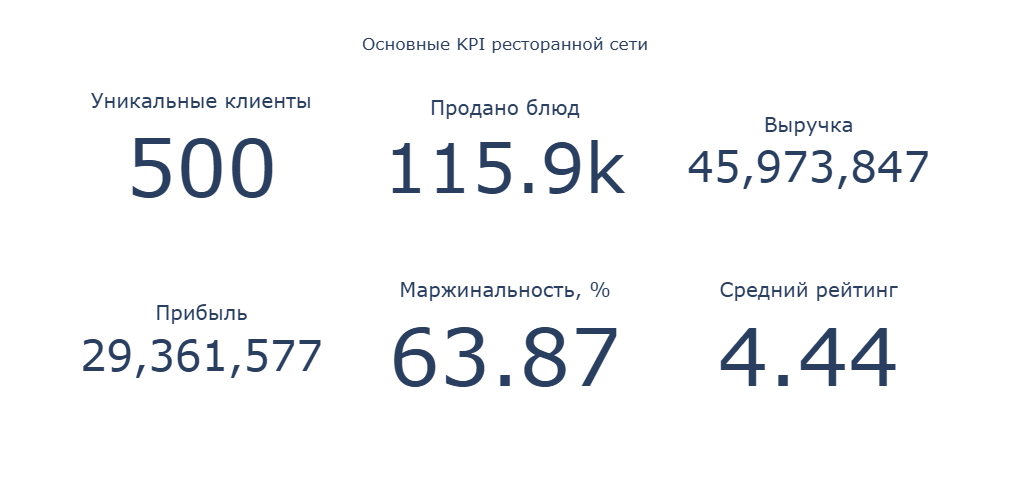 Основные KPI ресторанной сети
Уникальные клиенты
500
Продано блюд
115.9k
Выручка
45,973,847
Прибыль
29,361,577
Маржинальность, %
63.87
Средний рейтинг
4.44